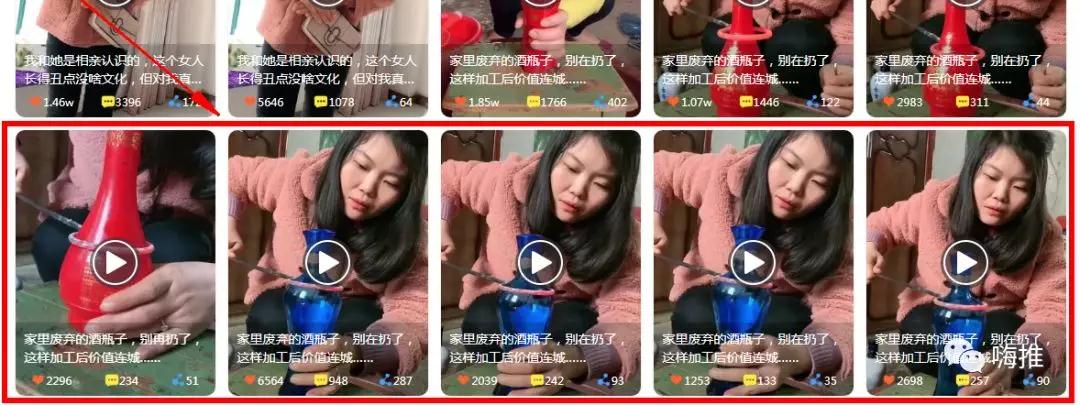 我和她是相亲认识的，这个女人
长得丑点没啥文化，但对我真...
1.46w 3396
我和她是相亲认识的，这个女人
长得丑点没啥文化，但对我真...
5646 1078 64
家里废弃的酒瓶子，别在扔了，
这样加工后价值连城......
1.85w 1766 402
家里废弃的酒瓶子，别在扔了，
这样加工后价值连城......
1.07w 1446 122
家里废弃的酒瓶子，别在扔了，
这样加工后价值连城......
2983 311 44
家里废弃的酒瓶子，别再扔了，
这样加工后价值连城......
2296 234 51
家里废弃的酒瓶子，别在扔了，
这样加工后价值连城......
6564 948 287
家里废弃的酒瓶子，别在扔了，
这样加工后价值连城......
2039 242 93
家里废弃的酒瓶子，别在扔了，
这样加工后价值连城......
1253 133 35
家里废弃的酒瓶子，别在扔了，
这样加工后价值连城......
2698 257 90
嗨推